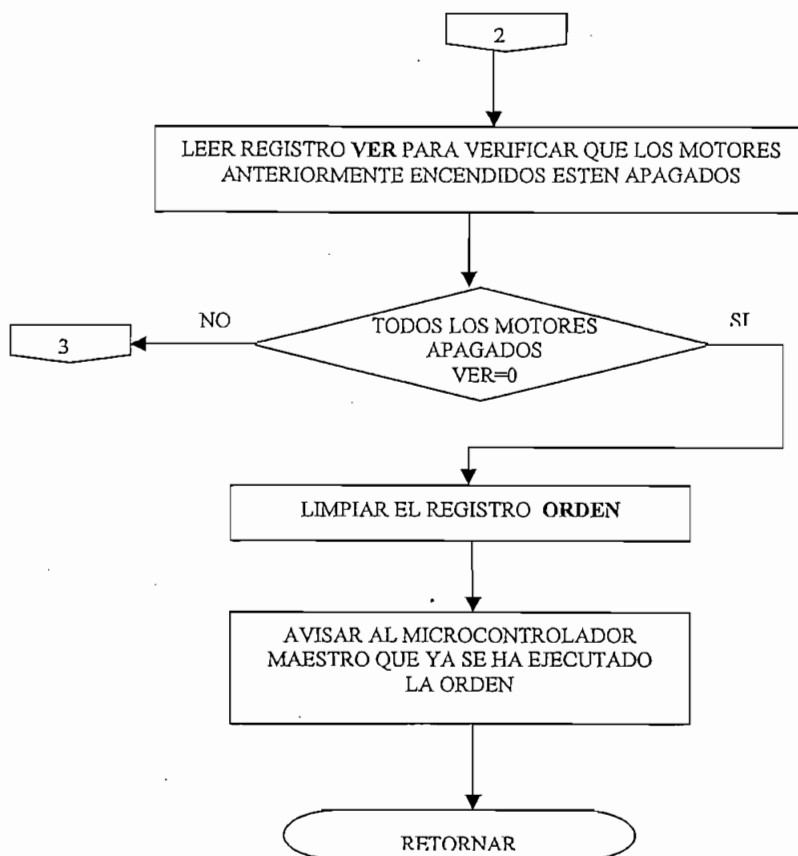 2
LEER REGISTRO VER PARA VERIFICAR QUE LOS MOTORES
ANTERIORMENTE ENCENDIDOS ESTEN APAGADOS
NO
TODOS LOS MOTORES
APAGADOS
VER=0
SI
3
LIMPIAR EL REGISTRO ORDEN
AVISAR AL MICROCONTROLADOR
MAESTRO QUE YA SE HA EJECUTADO
LA ORDEN
RETORNAR